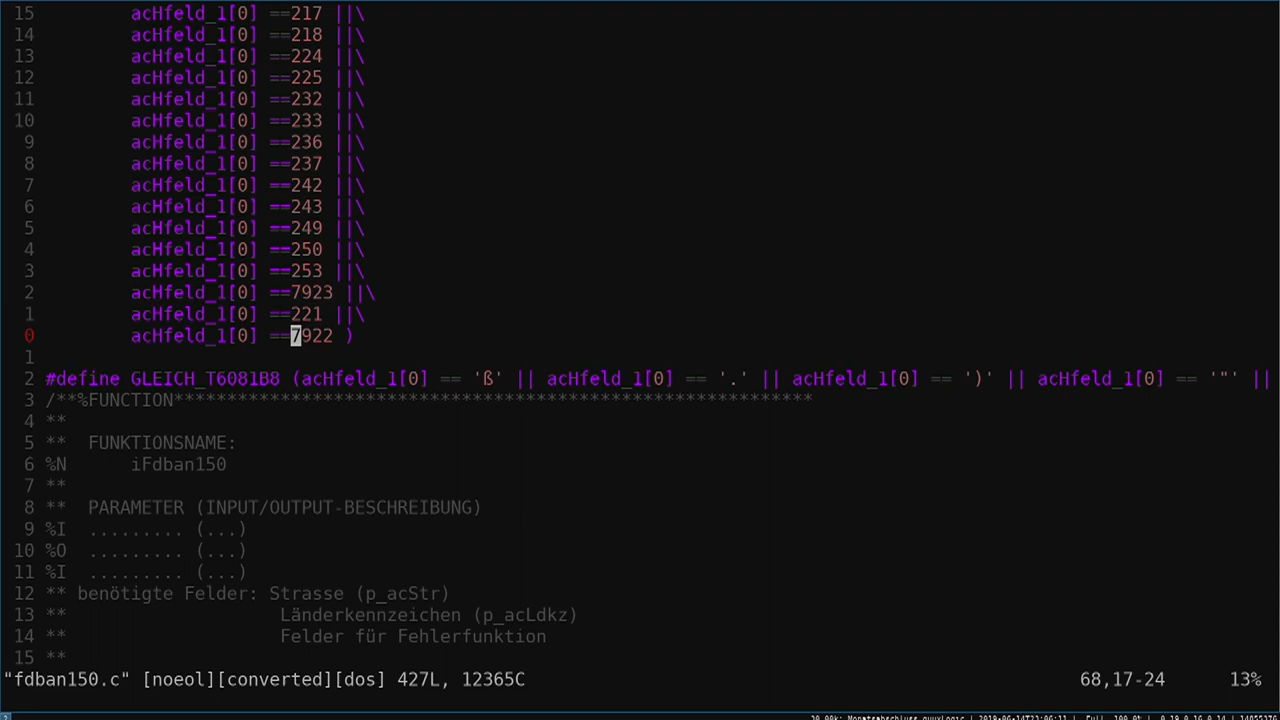 15         acHfeld_1[0] ==217 ||\
14         acHfeld_1[0] ==218 ||\
13         acHfeld_1[0] ==224 ||\
12         acHfeld_1[0] ==225 ||\
11         acHfeld_1[0] ==232 ||\
10         acHfeld_1[0] ==233 ||\
9         acHfeld_1[0] ==236 ||\
8         acHfeld_1[0] ==237 ||\
7         acHfeld_1[0] ==242 ||\
6         acHfeld_1[0] ==243 ||\
5         acHfeld_1[0] ==249 ||\
4         acHfeld_1[0] ==250 ||\
3         acHfeld_1[0] ==253 ||\
2         acHfeld_1[0] ==7923 ||\
1         acHfeld_1[0] ==221 ||\
0         acHfeld_1[0] ==7922 )
1
2 #define GLEICH_T6081B8 (acHfeld_1[0] == 'ß' || acHfeld_1[0] == '.' || acHfeld_1[0] == ')' || acHfeld_1[0] == '"' ||
3 /**%FUNCTION************************************************************
4 **
5 **  FUNKTIONSNAME:
6 %N      iFdban150
7 **
8 **  PARAMETER (INPUT/OUTPUT-BESCHREIBUNG)
9 %I  ......... (...)
10 %O  ......... (...)
11 %I  ......... (...)
12 ** benötigte Felder: Strasse (p_acStr)
13 **                    Länderkennzeichen (p_acLdkz)
14 **                    Felder für Fehlerfunktion
15 **
"fdban150.c" [noeol][converted][dos] 427L, 12365C 68,17-24 13%